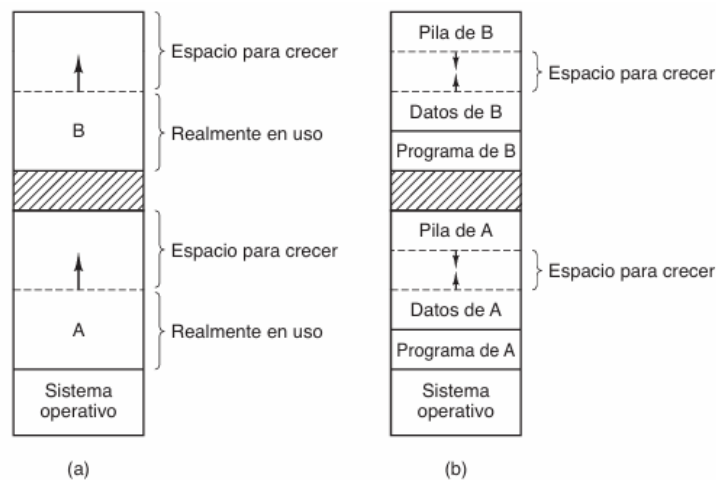 Espacio para crecer
B
Realmente en uso
Espacio para crecer
A
Realmente en uso
Sistema
operativo
(a)
Pila de B
Espacio para crecer
Datos de B
Programa de B
Pila de A
Espacio para crecer
Datos de A
Programa de A
Sistema
operativo
(b)